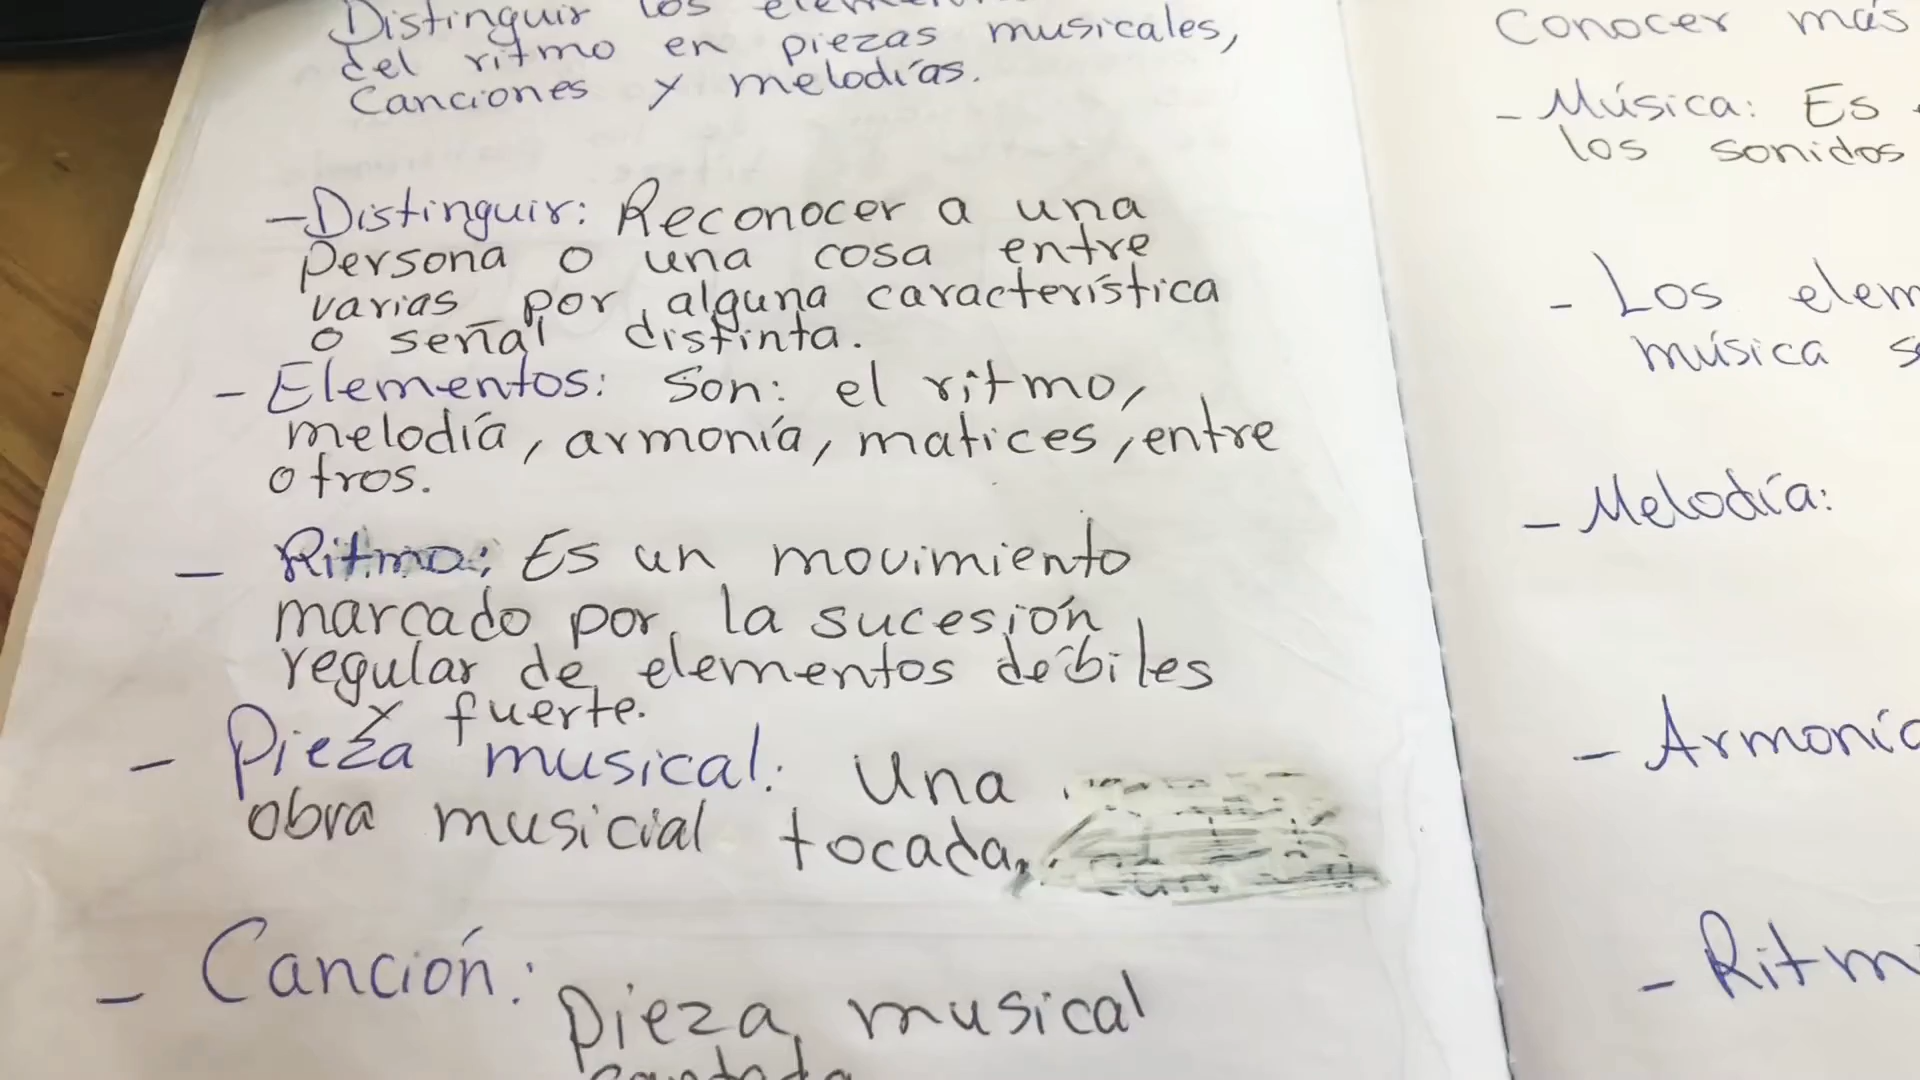 Distinguir los
del ritmo en piezas musicales,
Canciones y melodías.
-Distinguir: Reconocer a una
persona o una cosa entre
varias por alguna característica
o señal distinta.
- Elementos: Son: el ritmo,
melodía, armonía, matices, entre
otros.
- Ritmo: Es un movimiento
marcado por la sucesión
regular de elementos débiles
y fuerte.
- Pieza musical: Una
obra musicial tocada.
- Canción: Pieza musical
cantada
Conocer más
- Música: Es
los sonidos
- Los elem
música s
- Melodía:
- Armonía
- Ritm